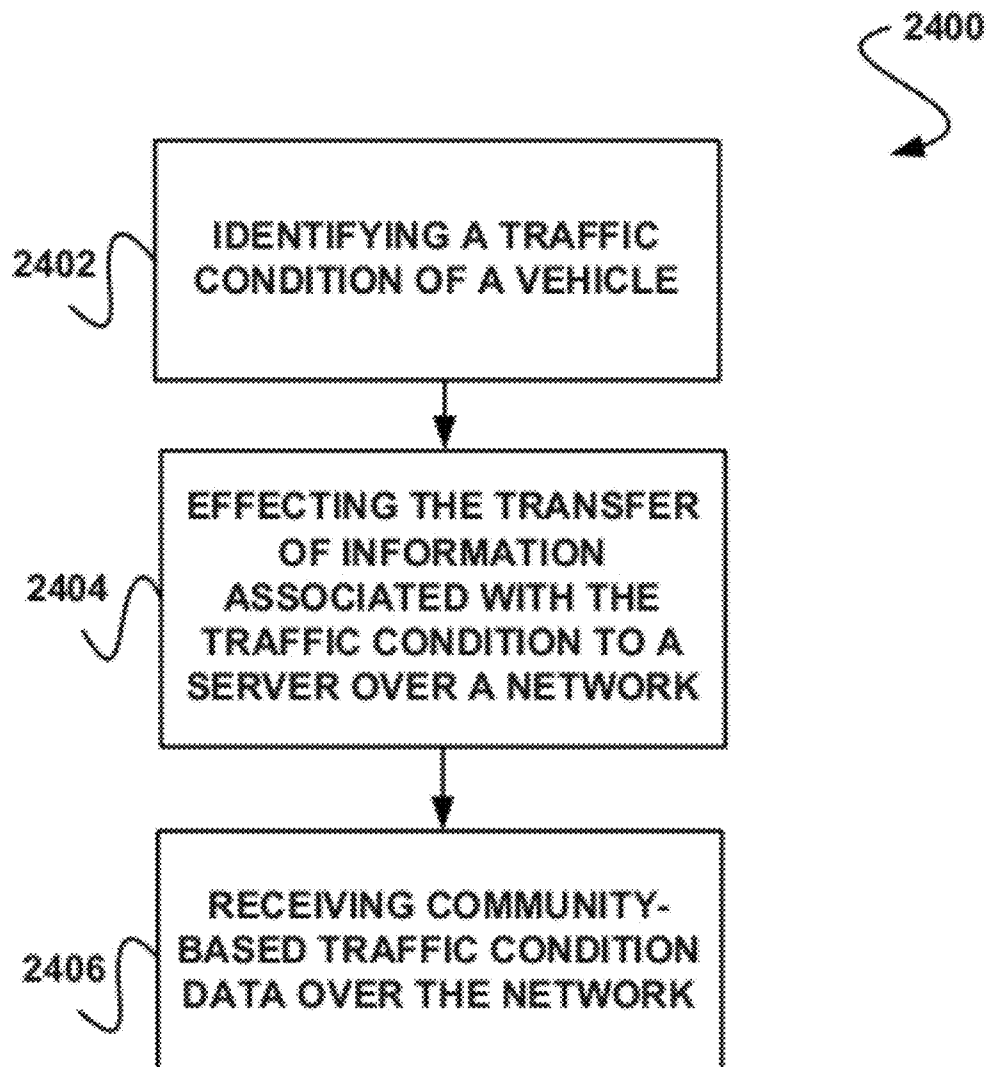 2400
2402
IDENTIFYING A TRAFFIC
CONDITION OF A VEHICLE
2404
EFFECTING THE TRANSFER
OF INFORMATION
ASSOCIATED WITH THE
TRAFFIC CONDITION TO A
SERVER OVER A NETWORK
2406
RECEIVING COMMUNITY-
BASED TRAFFIC CONDITION
DATA OVER THE NETWORK